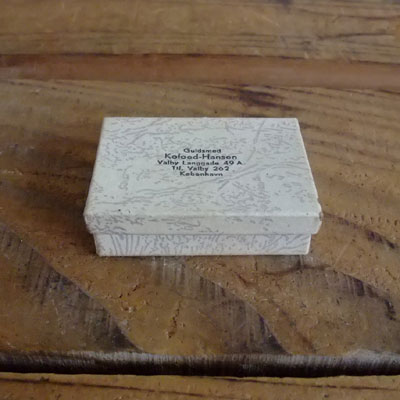 Guldsmed
Kofoed-Hansen
Valby Langgade 49 A
Tlf. Valby 262
København